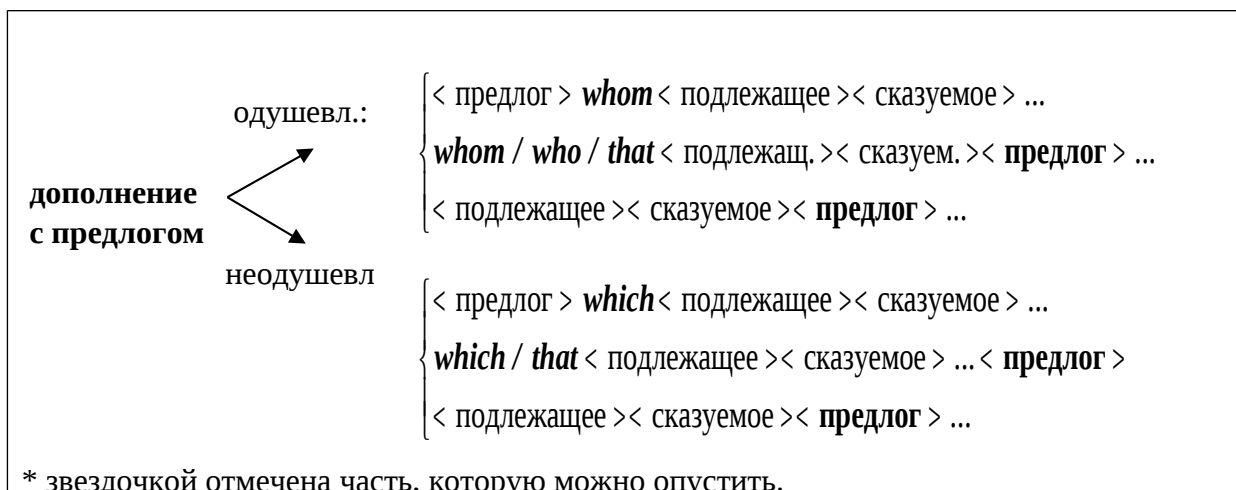 одушевл.:
< предлог > whom < подлежащее >< сказуемое > ...
whom / who / that < подлежащ. >< сказуем. >< предлог > ...
< подлежащее >< сказуемое >< предлог > ...
дополнение
с предлогом
неодушевл
< предлог > which < подлежащее >< сказуемое > ...
which / that < подлежащее >< сказуемое > ... < предлог >
< подлежащее >< сказуемое >< предлог > ...
* звездочкой отмечена часть, которую можно опустить.